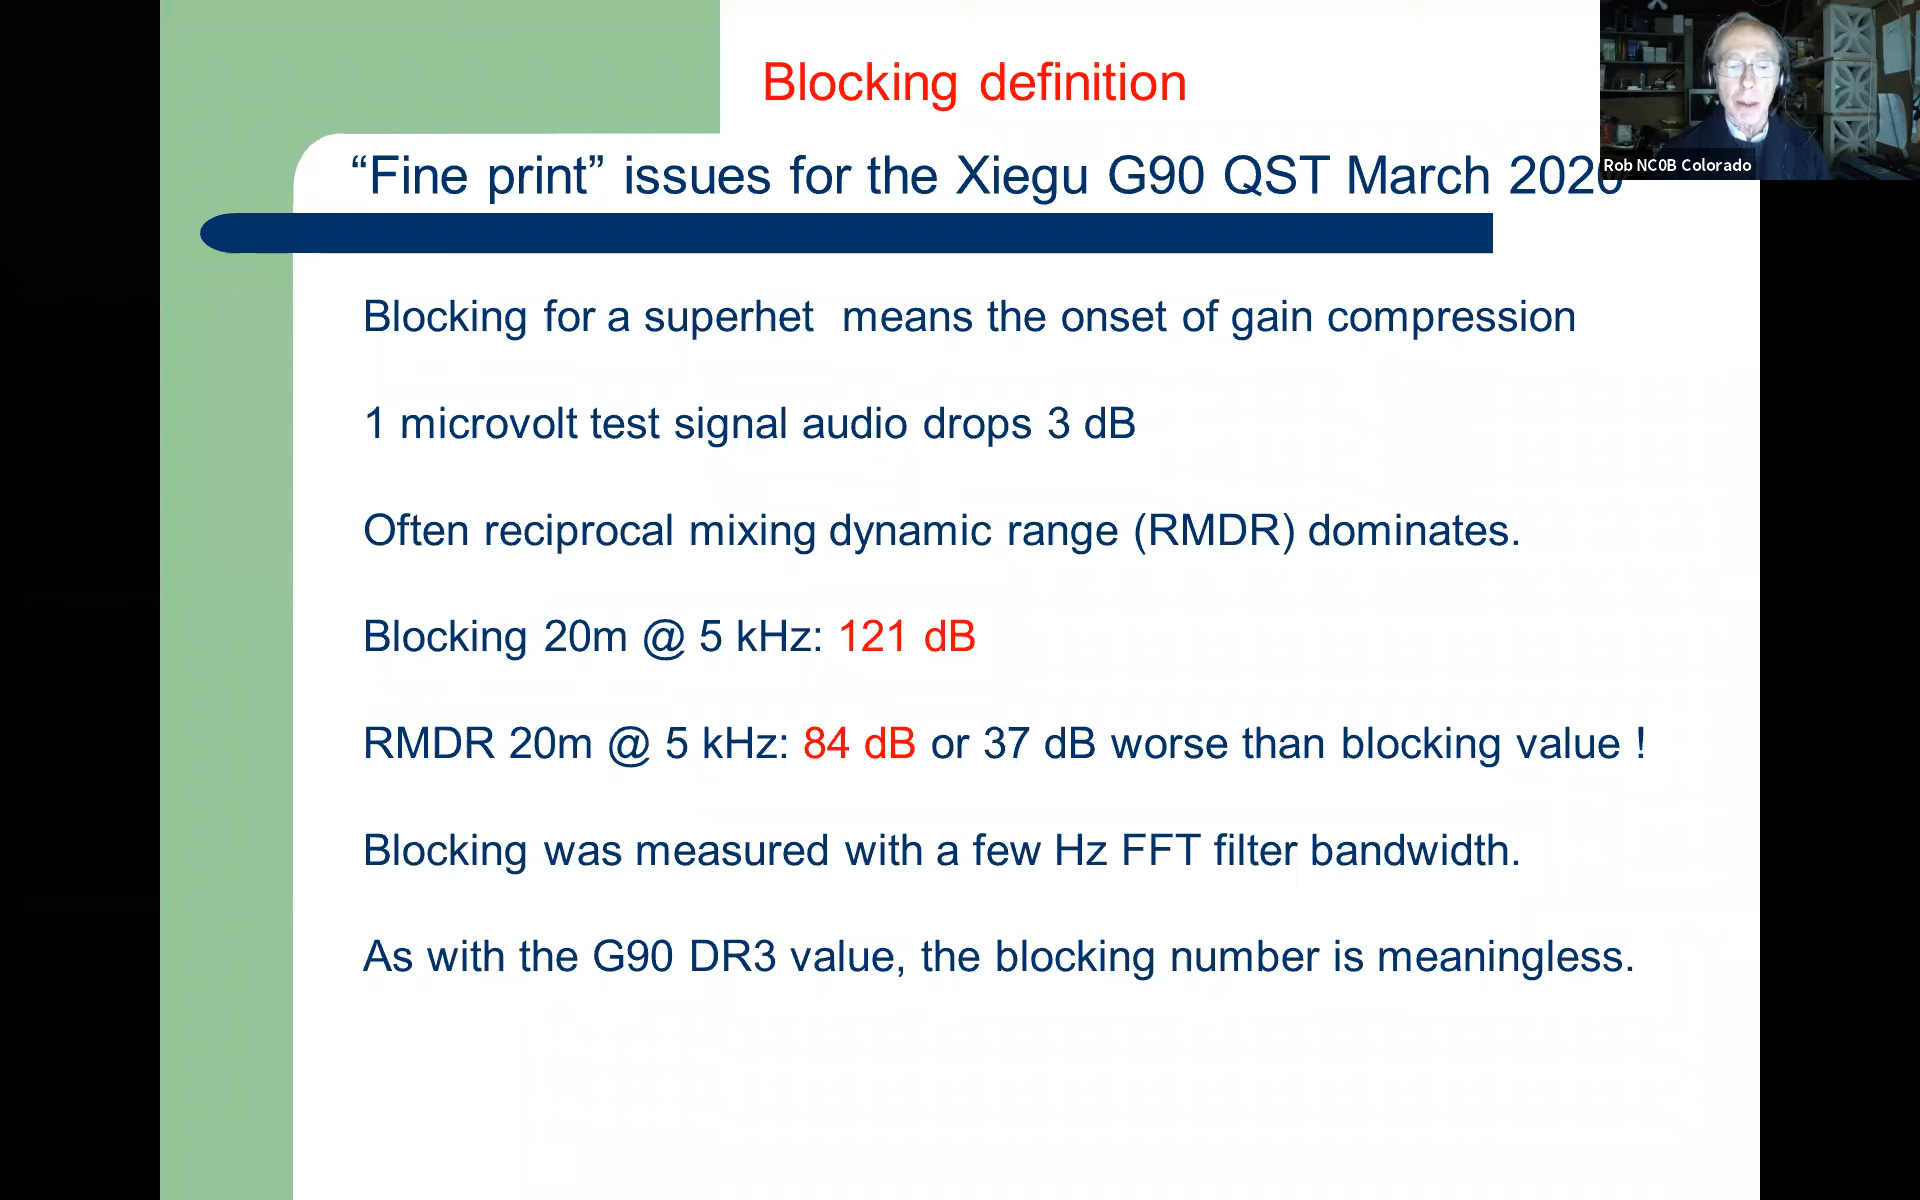 Blocking definition
“Fine print” issues for the Xiegu G90 QST March 2020
Rob NC0B Colorado
Blocking for a superhet  means the onset of gain compression
1 microvolt test signal audio drops 3 dB
Often reciprocal mixing dynamic range (RMDR) dominates.
Blocking 20m @ 5 kHz: 121 dB
RMDR 20m @ 5 kHz: 84 dB or 37 dB worse than blocking value !
Blocking was measured with a few Hz FFT filter bandwidth.
As with the G90 DR3 value, the blocking number is meaningless.